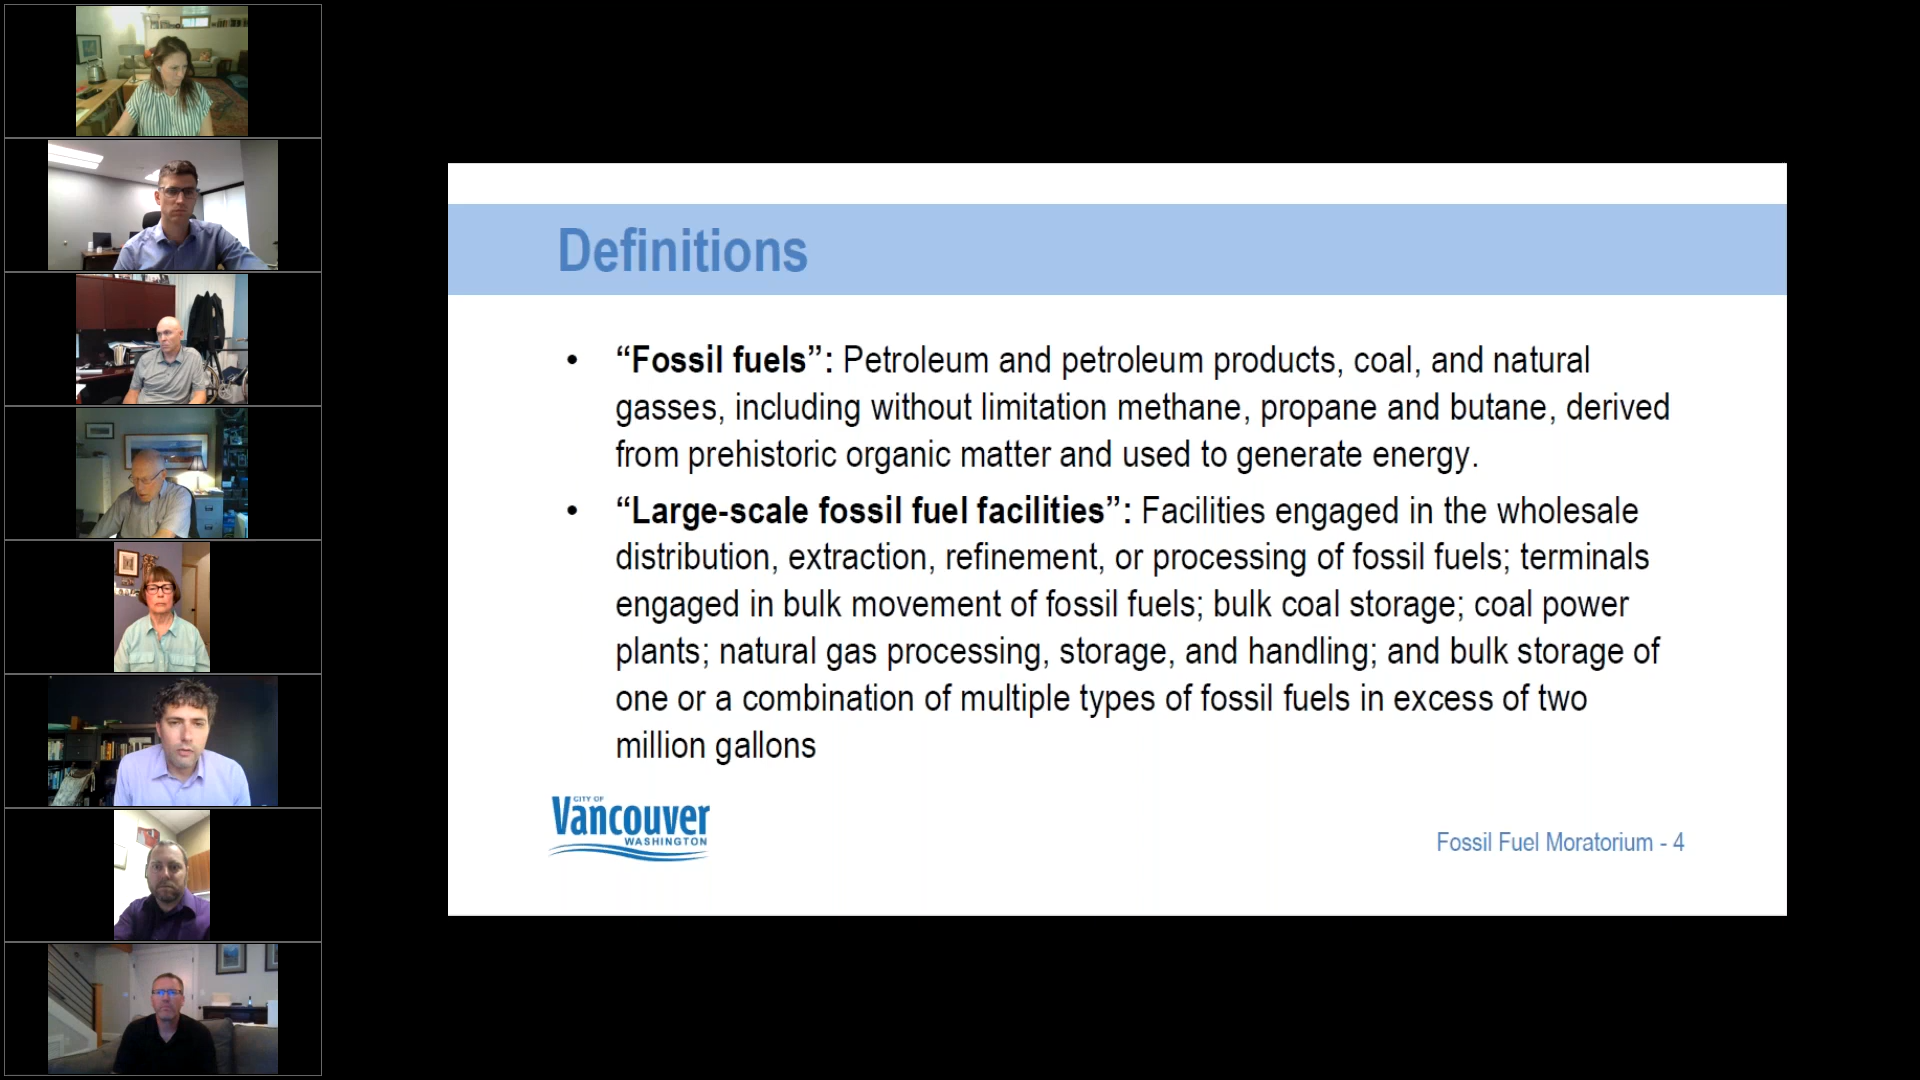 Definitions
• “Fossil fuels”: Petroleum and petroleum products, coal, and natural
gasses, including without limitation methane, propane and butane, derived
from prehistoric organic matter and used to generate energy.
• “Large-scale fossil fuel facilities”: Facilities engaged in the wholesale
distribution, extraction, refinement, or processing of fossil fuels; terminals
engaged in bulk movement of fossil fuels; bulk coal storage; coal power
plants; natural gas processing, storage, and handling; and bulk storage of
one or a combination of multiple types of fossil fuels in excess of two
million gallons
CITY OF
Vancouver
WASHINGTON
Fossil Fuel Moratorium - 4